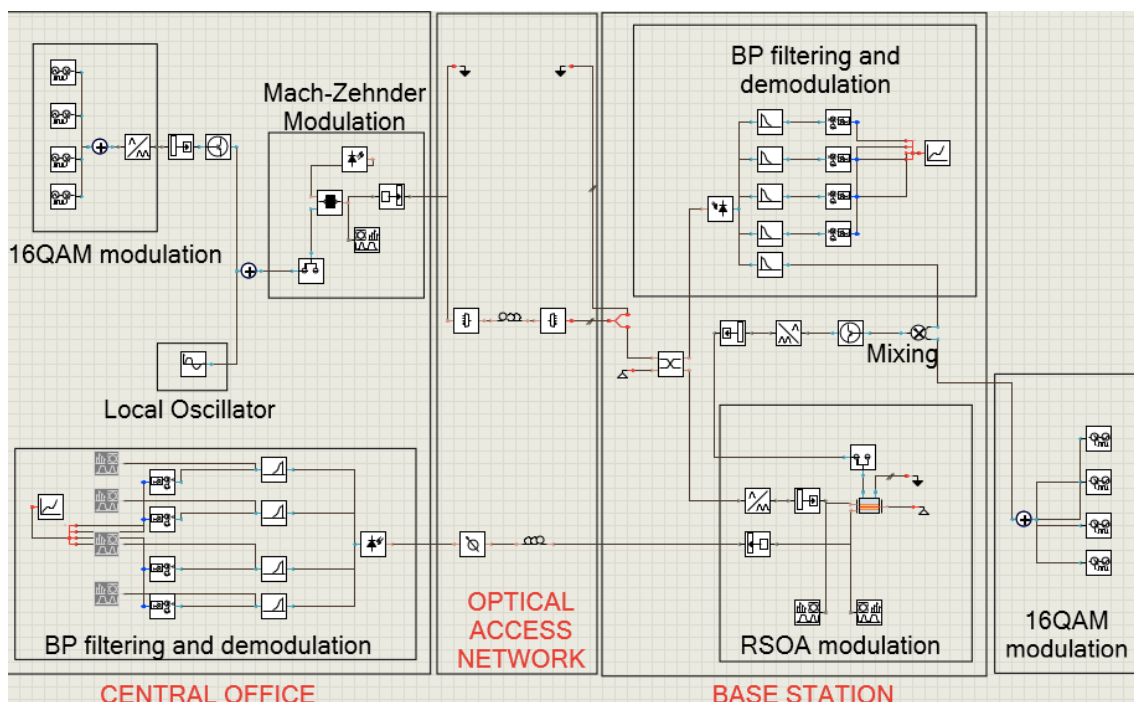 BP filtering and
demodulation
Mach-Zehnder
Modulation
16QAM modulation
Mixing
Local Oscillator
BP filtering and demodulation
OPTICAL
ACCESS
NETWORK
RSOA modulation
16QAM
modulation
CENTRAL OFFICE
BASE STATION